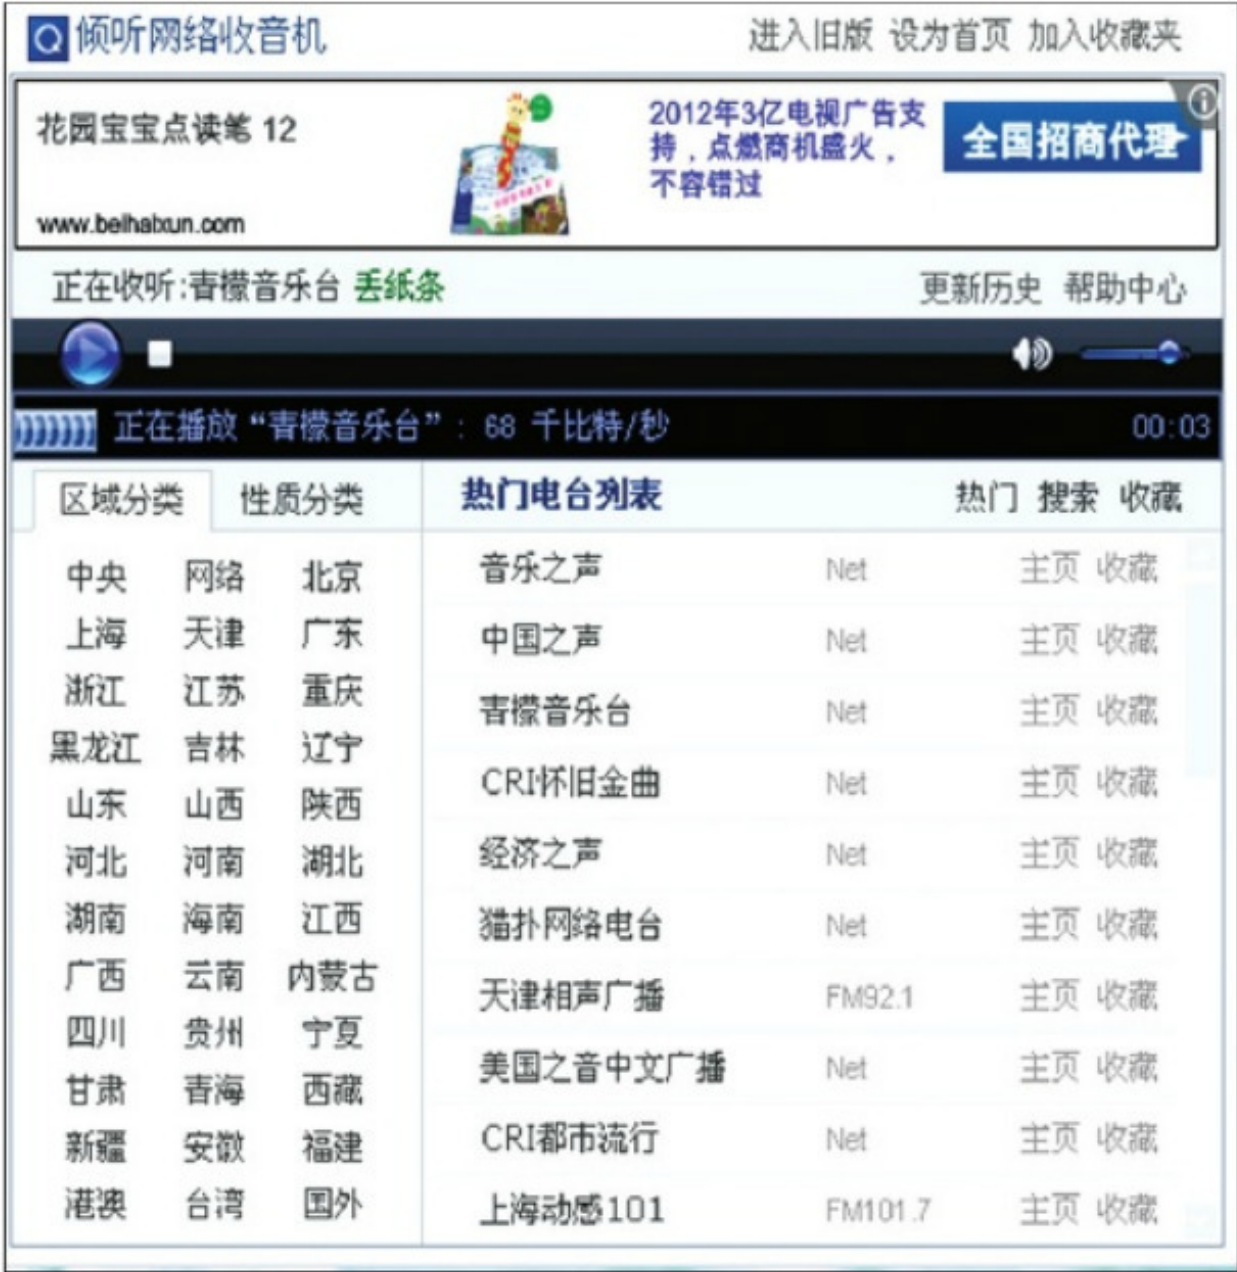 倾听网络收音机 进入旧版 设为首页 加入收藏夹
花园宝宝点读笔 12
www.beihaixun.com
2012年3亿电视广告支
持，点燃商机盛火，
不容错过
全国招商代理
正在收听:青檬音乐台 丢纸条 更新历史 帮助中心
正在播放“青檬音乐台”: 68 千比特/秒 00:03
区域分类 性质分类
中央 网络 北京
上海 天津 广东
浙江 江苏 重庆
黑龙江 吉林 辽宁
山东 山西 陕西
河北 河南 湖北
湖南 海南 江西
广西 云南 内蒙古
四川 贵州 宁夏
甘肃 青海 西藏
新疆 安徽 福建
港澳 台湾 国外
热门电台列表 热门 搜索 收藏
音乐之声 Net 主页 收藏
中国之声 Net 主页 收藏
青檬音乐台 Net 主页 收藏
CRI怀旧金曲 Net 主页 收藏
经济之声 Net 主页 收藏
猫扑网络电台 Net 主页 收藏
天津相声广播 FM92.1 主页 收藏
美国之音中文广播 Net 主页 收藏
CRI都市流行 Net 主页 收藏
上海动感101 FM101.7 主页 收藏